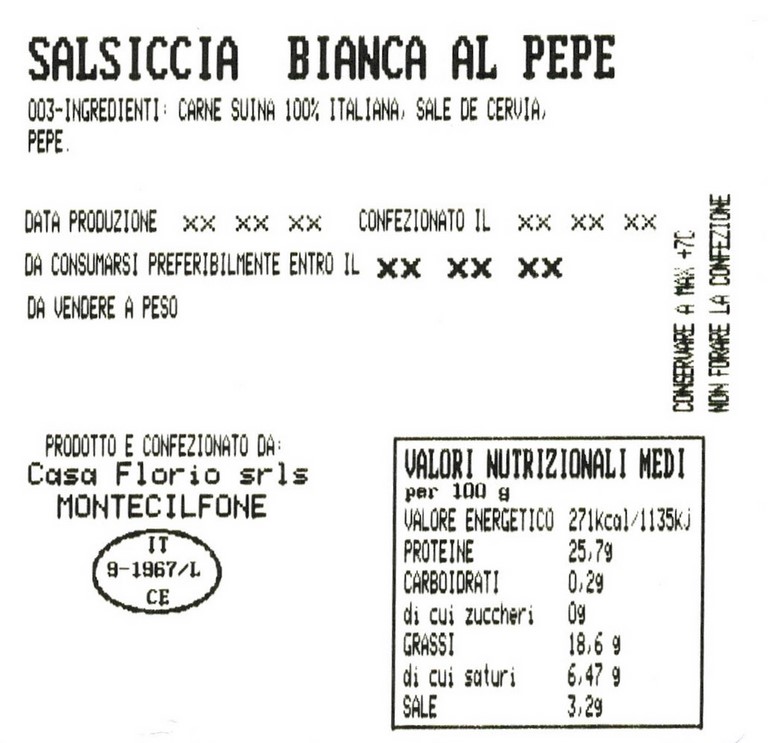 SALSICCIA BIANCA AL PEPE
003-INGREDIENTI: CARNE SUINA 100% ITALIANA, SALE DE CERVIA,
PEPE.
DATA PRODUZIONE XX XX XX CONFEZIONATO IL XX XX XX
DA CONSUMARSI PREFERIBILMENTE ENTRO IL XX XX XX
DA VENDERE A PESO
CONSERVARE A MAX +7C
NON FORARE LA CONFEZIONE
PRODOTTO E CONFEZIONATO DA:
Casa Florio srls
MONTECILFONE
IT
9-1967/L
CE
VALORI NUTRIZIONALI MEDI
per 100 g
VALORE ENERGETICO 271Kcal/1135kJ
PROTEINE 25,7g
CARBOIDRATI 0,2g
di cui zuccheri 0g
GRASSI 18,6 g
di cui saturi 6,47 g
SALE 3,2g